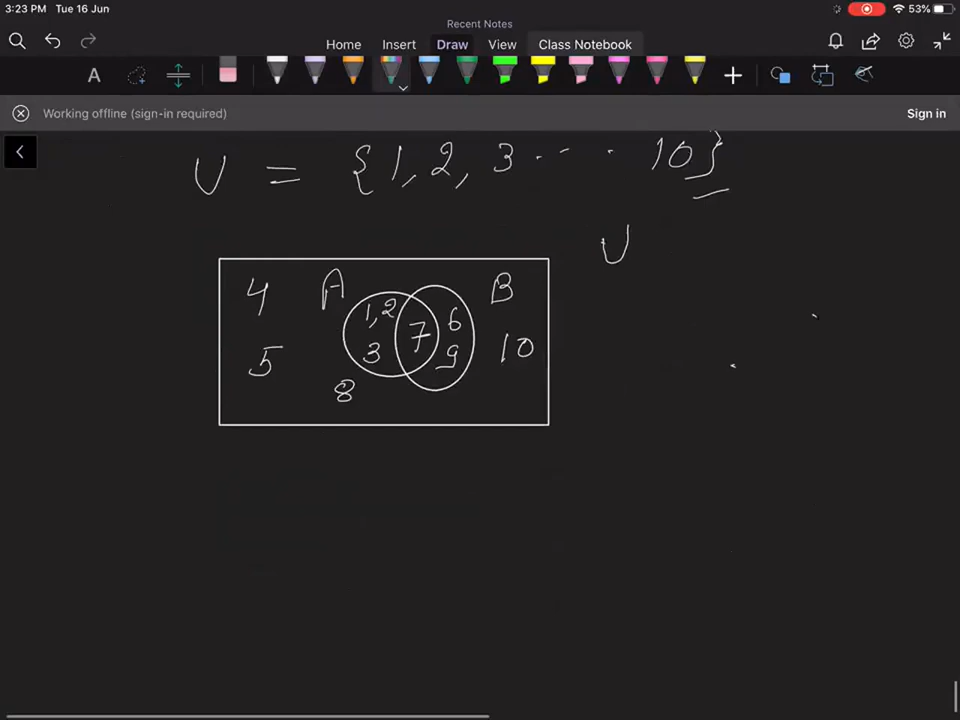 3:23 PM Tue 16 Jun 53%
Recent Notes
Home Insert Draw View Class Notebook
A
Working offline (sign-in required) Sign in
U = {1, 2, 3 . . . 10}
U
4 A B
1, 2 7 6
5 3 9 10
8